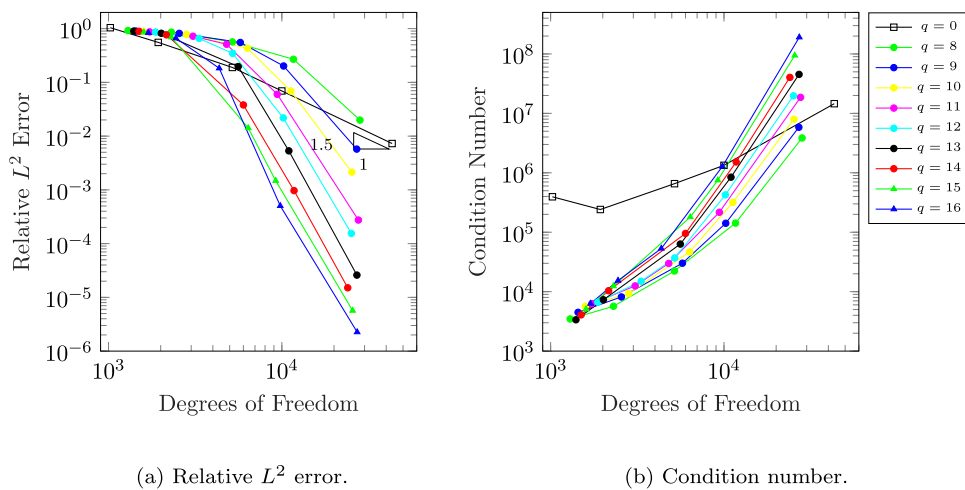 10^0
10^{-1}
10^{-2}
10^{-3}
10^{-4}
10^{-5}
10^{-6}
10^3
10^4
Relative L^2 Error
Degrees of Freedom
1.5
1
(a) Relative L^2 error.
10^8
10^7
10^6
10^5
10^4
10^3
10^3
10^4
Condition Number
Degrees of Freedom
(b) Condition number.
q = 0
q = 8
q = 9
q = 10
q = 11
q = 12
q = 13
q = 14
q = 15
q = 16